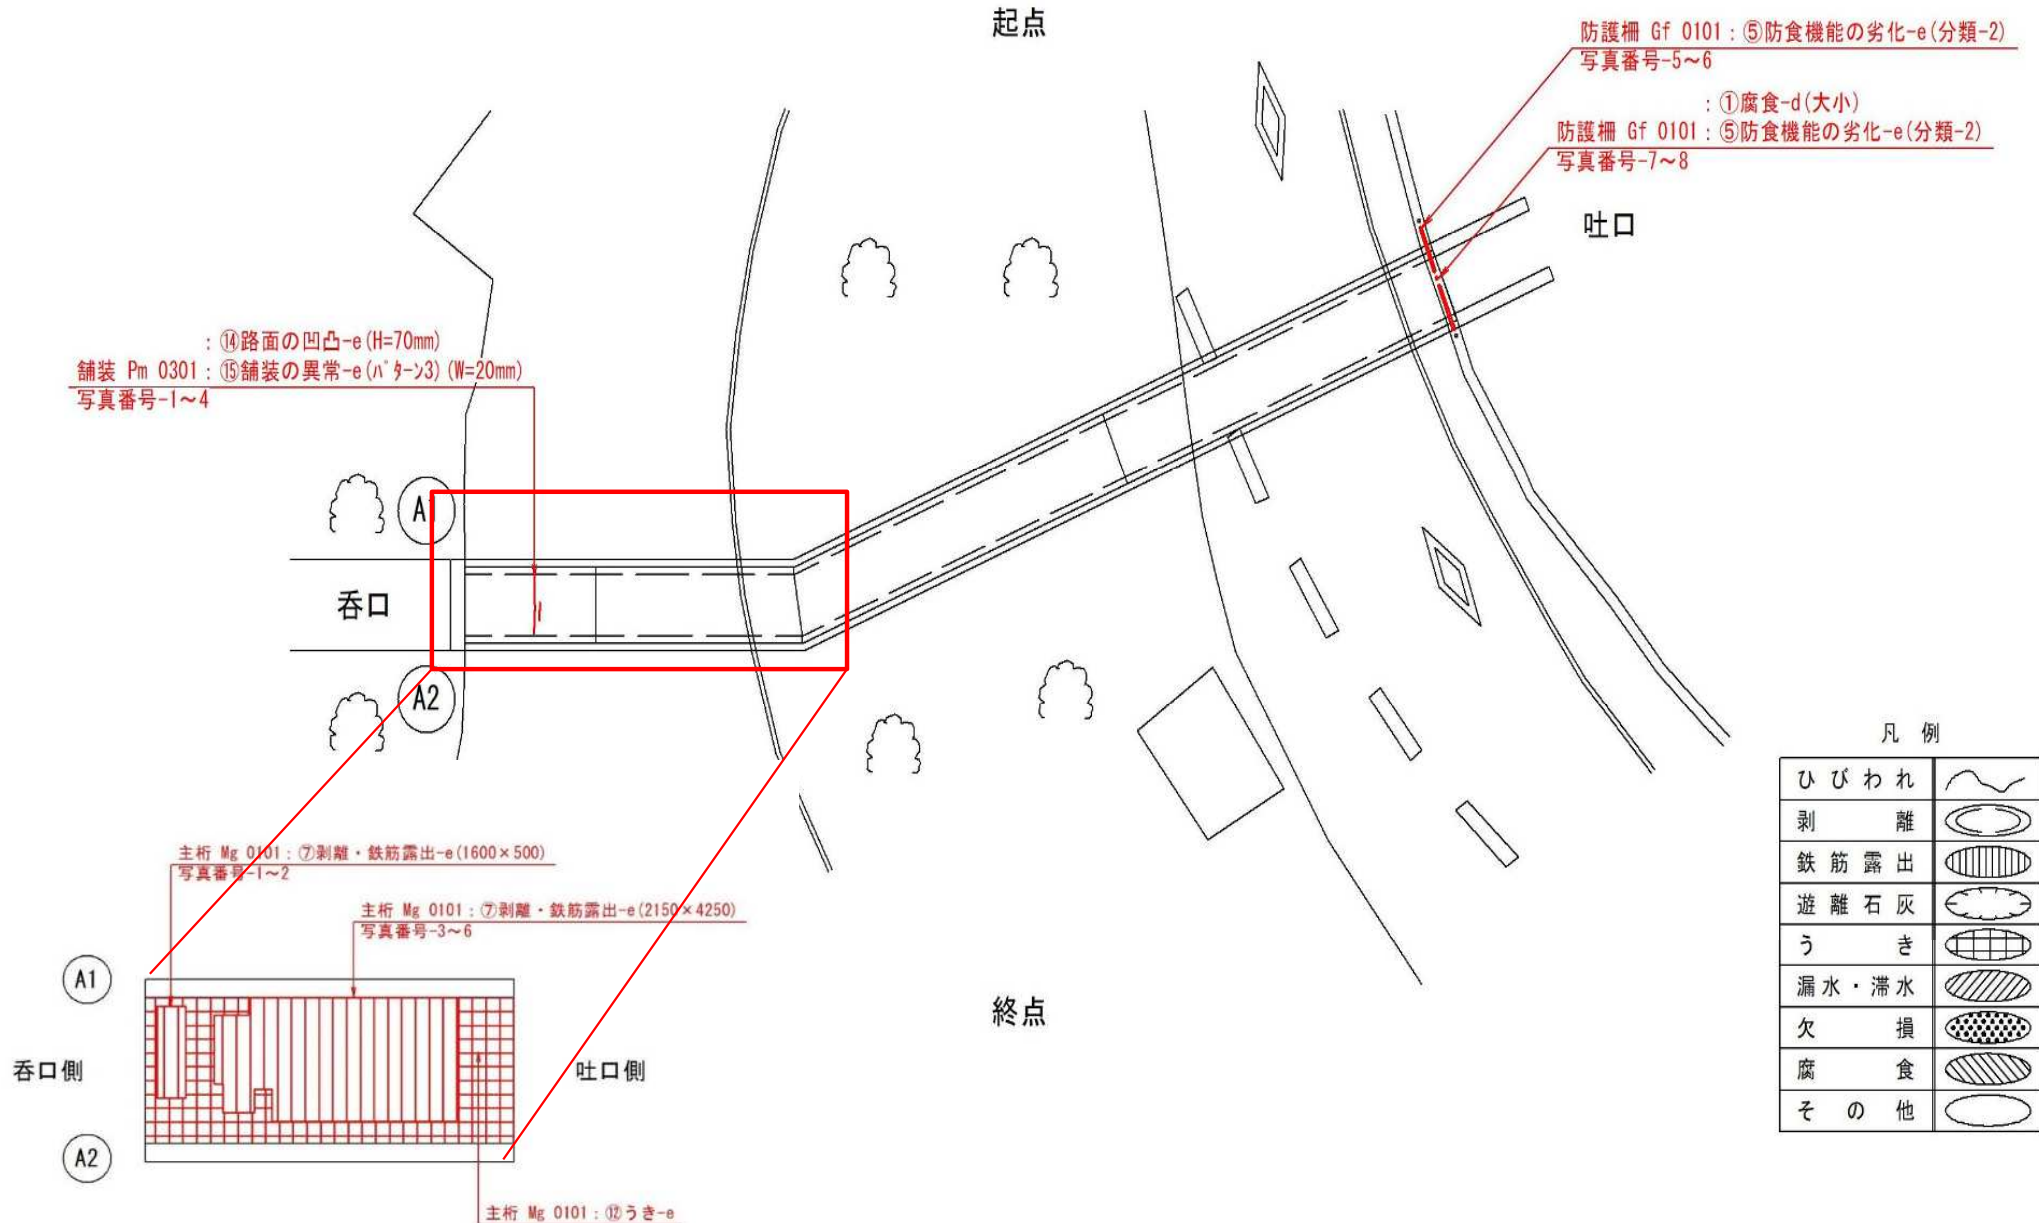 起点
防護柵 Gf 0101：⑤防食機能の劣化-e(分類-2)
写真番号-5～6
：①腐食-d(大小)
防護柵 Gf 0101：⑤防食機能の劣化-e(分類-2)
写真番号-7～8
吐口
：⑭路面の凹凸-e(H=70mm)
舗装 Pm 0301：⑮舗装の異常-e(ﾊﾟﾀｰﾝ3)(W=20mm)
写真番号-1～4
A1
呑口
A2
凡 例
ひびわれ
剥離
鉄筋露出
遊離石灰
うき
漏水・滞水
欠損
腐食
その他
主桁 Mg 0101：⑦剥離・鉄筋露出-e(1600×500)
写真番号-1～2
主桁 Mg 0101：⑦剥離・鉄筋露出-e(2150×4250)
写真番号-3～6
A1
呑口側
吐口側
A2
終点
主桁 Mg 0101：⑫うき-e